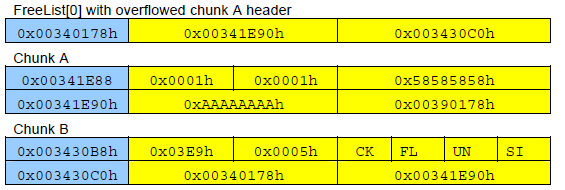 FreeList[0] with overflowed chunk A header
0x00340178h 0x00341E90h 0x003430C0h
Chunk A
0x00341E88 0x0001h 0x0001h 0x58585858h
0x00341E90h 0xAAAAAAAAh 0x00390178h
Chunk B
0x003430B8h 0x03E9h 0x0005h CK FL UN SI
0x003430C0h 0x00340178h 0x00341E90h